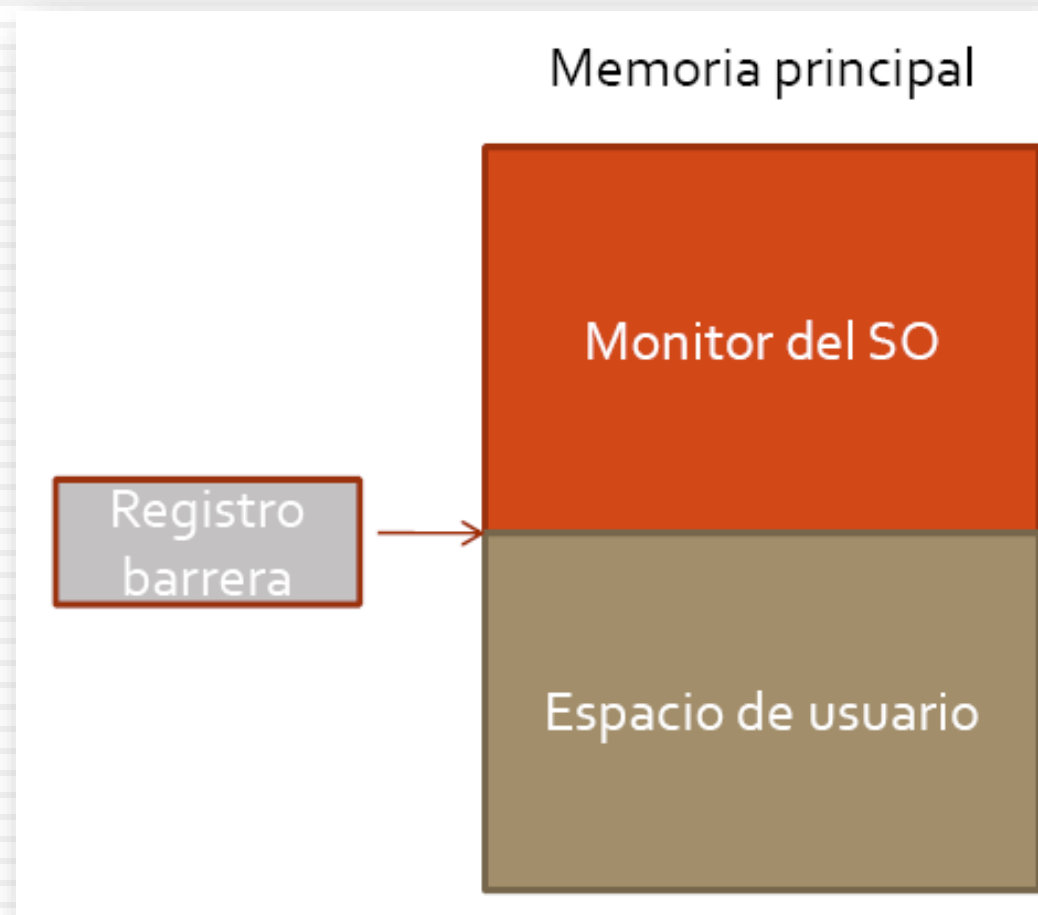 Memoria principal
Monitor del SO
Registro
barrera
Espacio de usuario